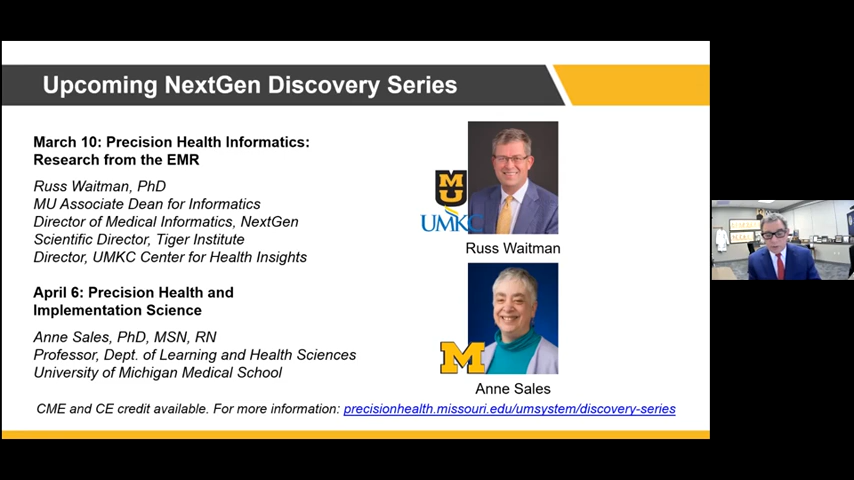 Upcoming NextGen Discovery Series
March 10: Precision Health Informatics:
Research from the EMR
Russ Waitman, PhD
MU Associate Dean for Informatics
Director of Medical Informatics, NextGen
Scientific Director, Tiger Institute
Director, UMKC Center for Health Insights
MU
UMKC
Russ Waitman
April 6: Precision Health and
Implementation Science
Anne Sales, PhD, MSN, RN
Professor, Dept. of Learning and Health Sciences
University of Michigan Medical School
M
Anne Sales
CME and CE credit available. For more information: precisionhealth.missouri.edu/umsystem/discovery-series